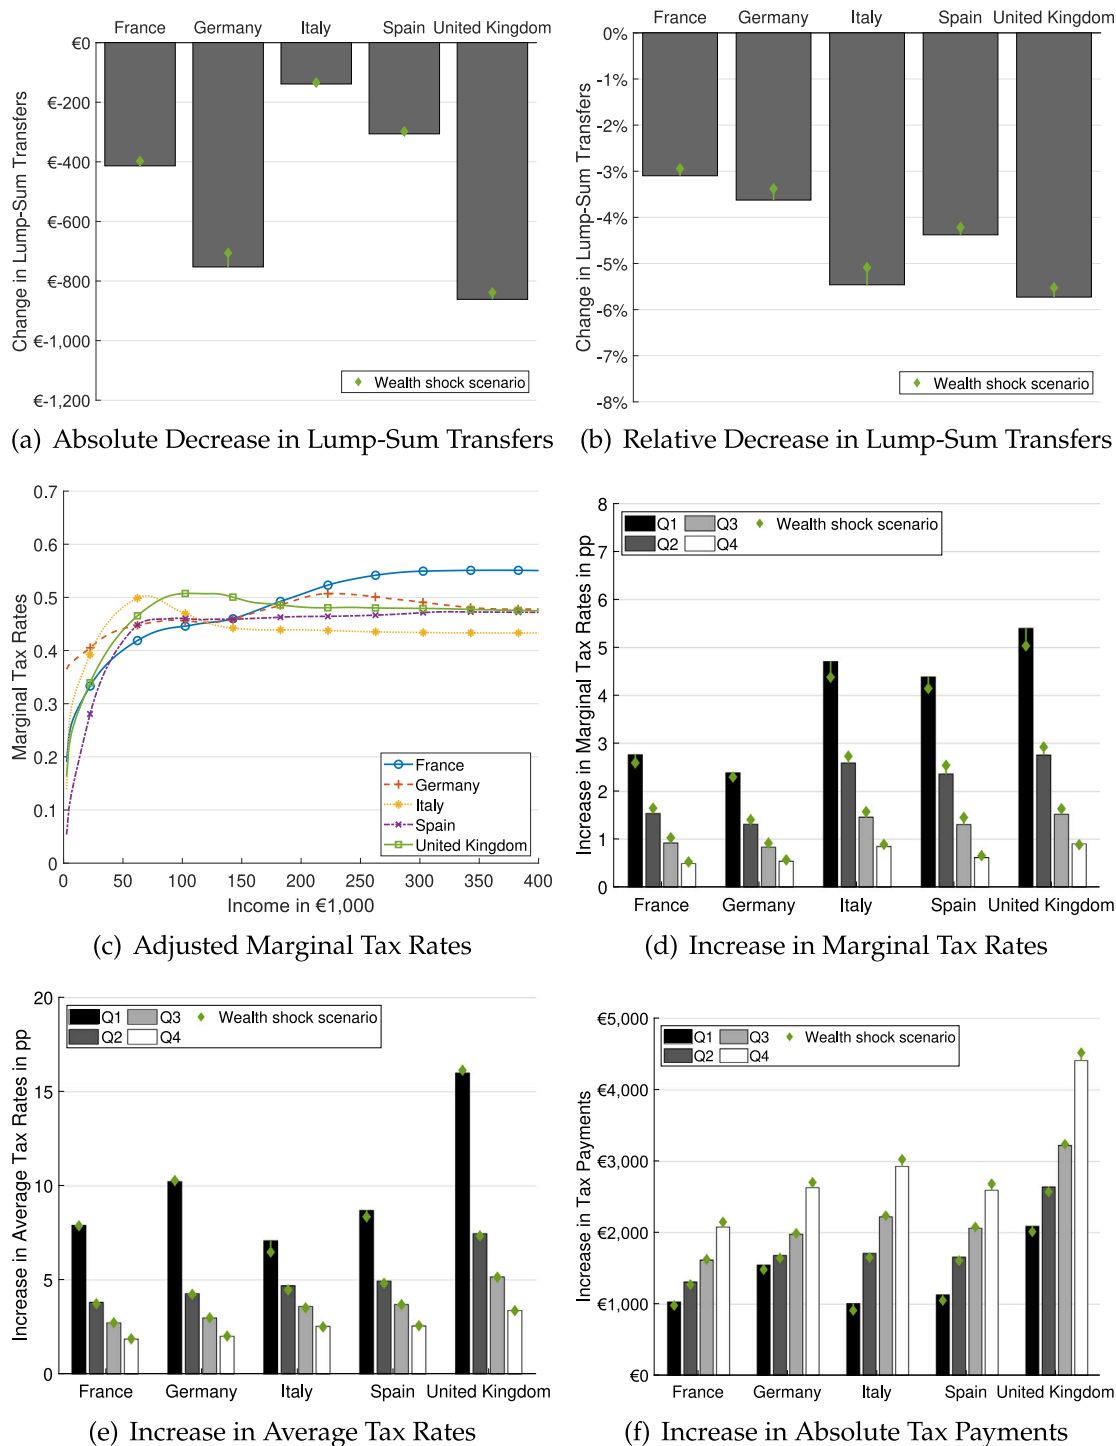 France Germany Italy Spain United Kingdom
€0
€-200
€-400
€-600
€-800
€-1,000
€-1,200
Change in Lump-Sum Transfers
Wealth shock scenario
(a) Absolute Decrease in Lump-Sum Transfers
France Germany Italy Spain United Kingdom
0%
-1%
-2%
-3%
-4%
-5%
-6%
-7%
-8%
Change in Lump-Sum Transfers
Wealth shock scenario
(b) Relative Decrease in Lump-Sum Transfers
0.7
0.6
0.5
0.4
0.3
0.2
0.1
0
Marginal Tax Rates
France
Germany
Italy
Spain
United Kingdom
0 50 100 150 200 250 300 350 400
Income in €1,000
(c) Adjusted Marginal Tax Rates
8
7
6
5
4
3
2
1
0
Increase in Marginal Tax Rates in pp
Q1 Q3 Wealth shock scenario
Q2 Q4
France Germany Italy Spain United Kingdom
(d) Increase in Marginal Tax Rates
20
15
10
5
0
Increase in Average Tax Rates in pp
Q1 Q3 Wealth shock scenario
Q2 Q4
France Germany Italy Spain United Kingdom
(e) Increase in Average Tax Rates
€5,000
€4,000
€3,000
€2,000
€1,000
€0
Increase in Tax Payments
Q1 Q3 Wealth shock scenario
Q2 Q4
France Germany Italy Spain United Kingdom
(f) Increase in Absolute Tax Payments